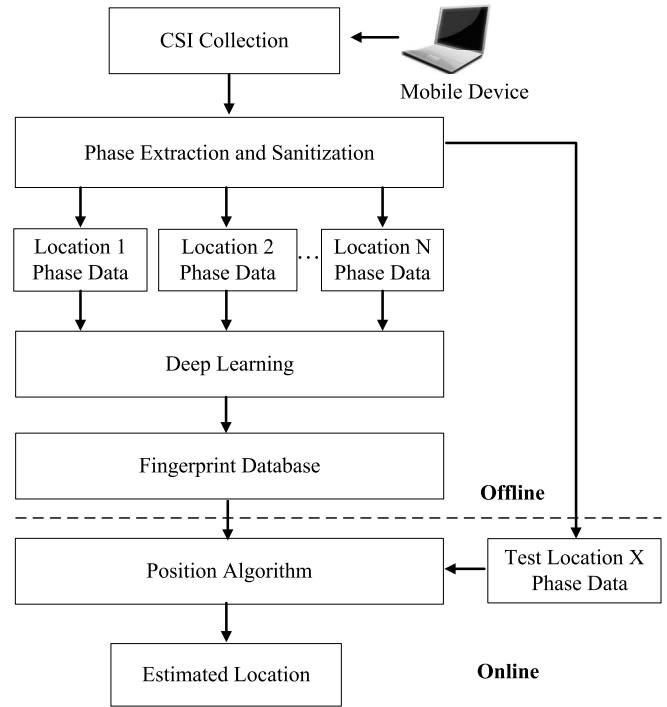 CSI Collection
Mobile Device
Phase Extraction and Sanitization
Location 1
Phase Data
Location 2
Phase Data
...
Location N
Phase Data
Deep Learning
Fingerprint Database
Offline
Position Algorithm
Test Location X
Phase Data
Estimated Location
Online